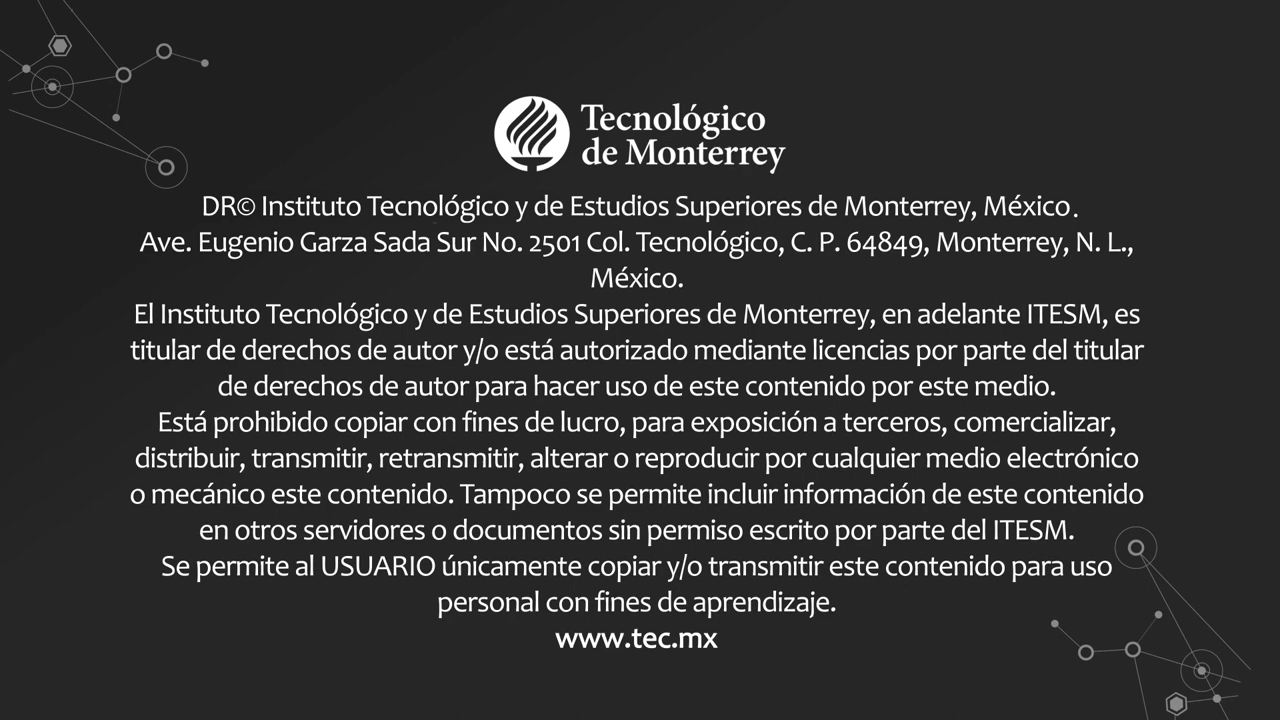 Tecnológico
de Monterrey
DR© Instituto Tecnológico y de Estudios Superiores de Monterrey, México.
Ave. Eugenio Garza Sada Sur No. 2501 Col. Tecnológico, C. P. 64849, Monterrey, N. L.,
México.
El Instituto Tecnológico y de Estudios Superiores de Monterrey, en adelante ITESM, es
titular de derechos de autor y/o está autorizado mediante licencias por parte del titular
de derechos de autor para hacer uso de este contenido por este medio.
Está prohibido copiar con fines de lucro, para exposición a terceros, comercializar,
distribuir, transmitir, retransmitir, alterar o reproducir por cualquier medio electrónico
o mecánico este contenido. Tampoco se permite incluir información de este contenido
en otros servidores o documentos sin permiso escrito por parte del ITESM.
Se permite al USUARIO únicamente copiar y/o transmitir este contenido para uso
personal con fines de aprendizaje.
www.tec.mx